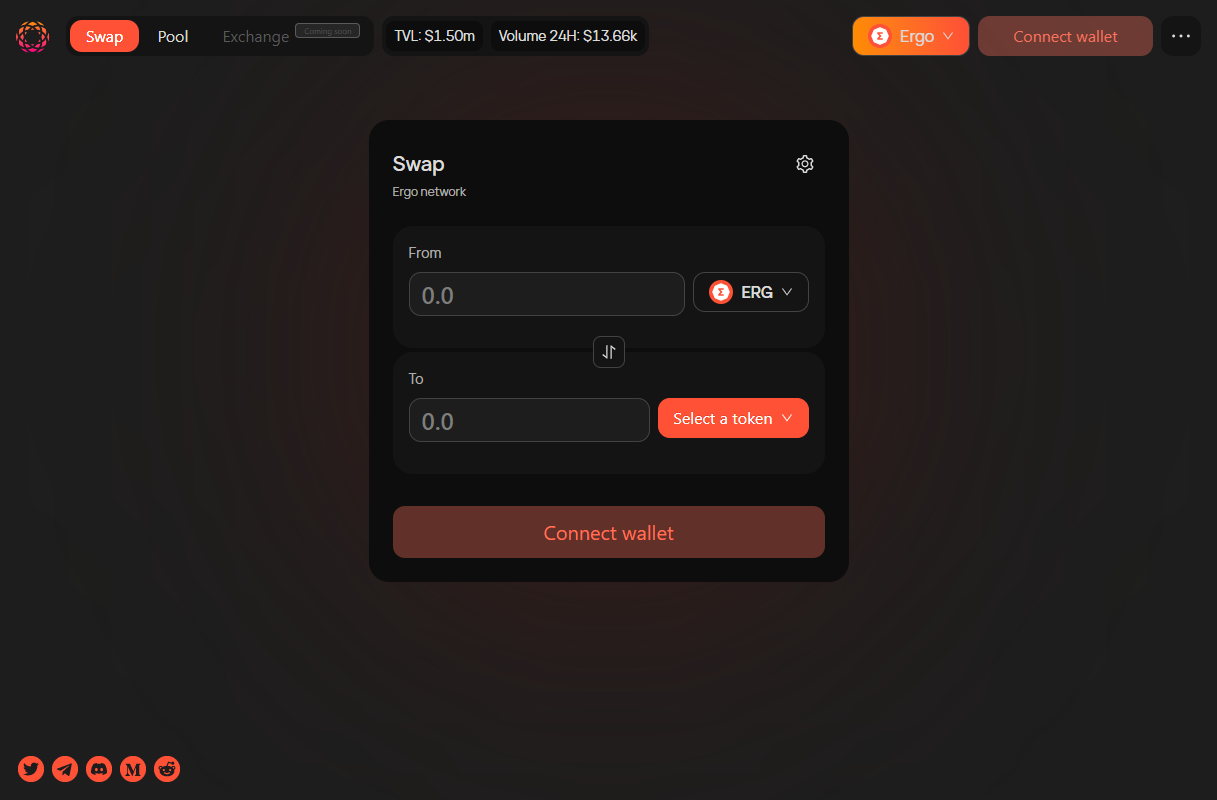 Swap Pool Exchange Coming soon TVL: $1.50m Volume 24H: $13.66k Ergo Connect wallet
Swap
Ergo network
From
0.0 ERG
To
0.0 Select a token
Connect wallet